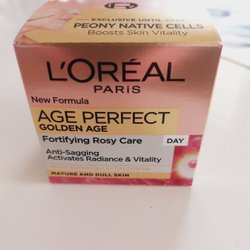 EXCLUSIVE UNTIL
PEONY NATIVE CELLS
Boosts Skin Vitality
L'ORÉAL
PARIS
New Formula
AGE PERFECT
GOLDEN AGE
Fortifying Rosy Care
DAY
Anti-Sagging
Activates Radiance & Vitality
MATURE AND DULL SKIN